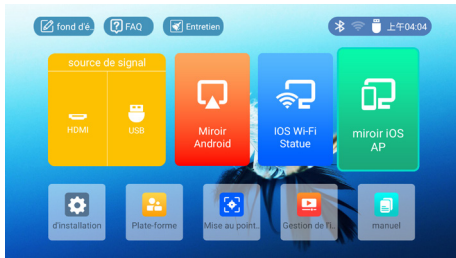 fond d'é..
FAQ
Entretien
上午04:04
source de signal
HDMI
USB
Miroir
Android
IOS Wi-Fi
Statue
miroir iOS
AP
d'installation
Plate-forme
Mise au point..
Gestion de fi..
manuel